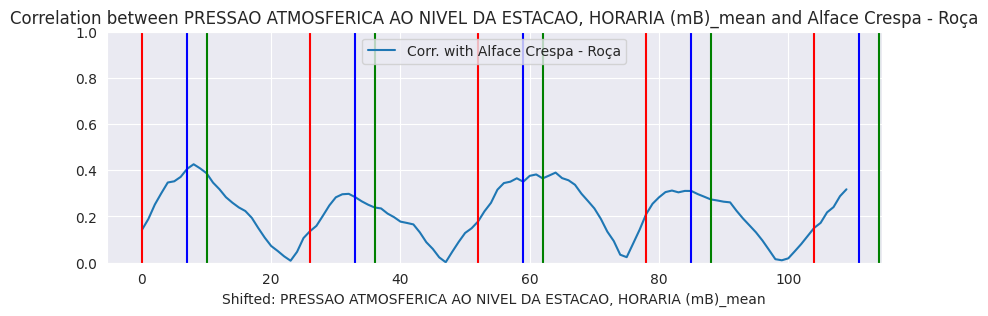 Correlation between PRESSAO ATMOSFERICA AO NIVEL DA ESTACAO, HORARIA (mB)_mean and Alface Crespa - Roça
Corr. with Alface Crespa - Roça
1.0
0.8
0.6
0.4
0.2
0.0
0 20 40 60 80 100
Shifted: PRESSAO ATMOSFERICA AO NIVEL DA ESTACAO, HORARIA (mB)_mean